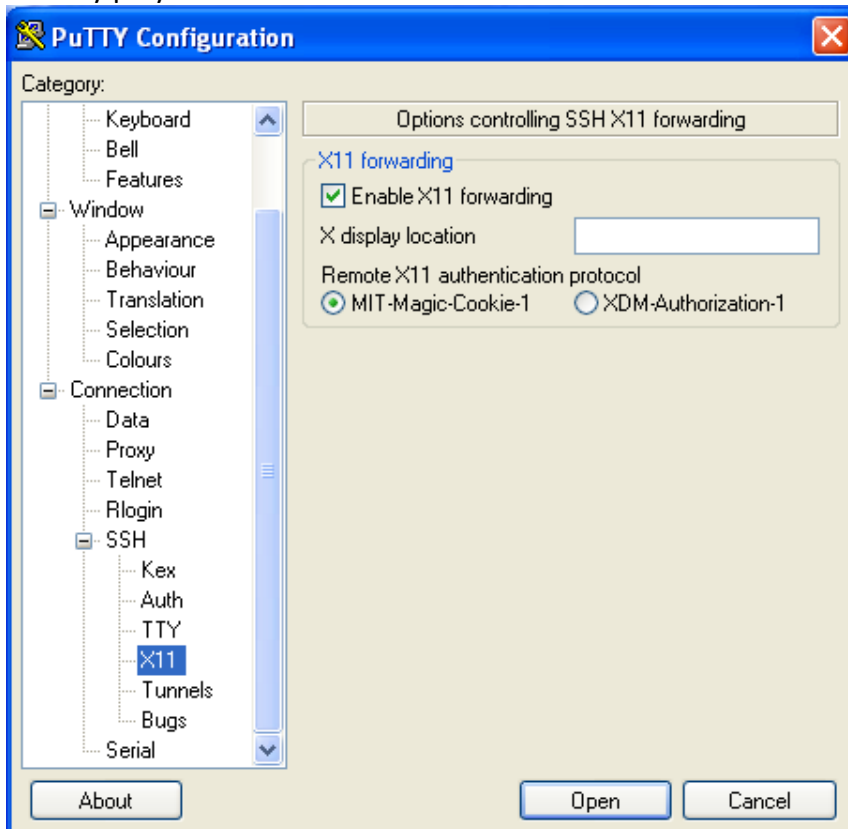 PuTTY Configuration
Category:
Keyboard
Bell
Features
Window
Appearance
Behaviour
Translation
Selection
Colours
Connection
Data
Proxy
Telnet
Rlogin
SSH
Kex
Auth
TTY
X11
Tunnels
Bugs
Serial
Options controlling SSH X11 forwarding
X11 forwarding
Enable X11 forwarding
X display location
Remote X11 authentication protocol
MIT-Magic-Cookie-1 XDM-Authorization-1
About Open Cancel